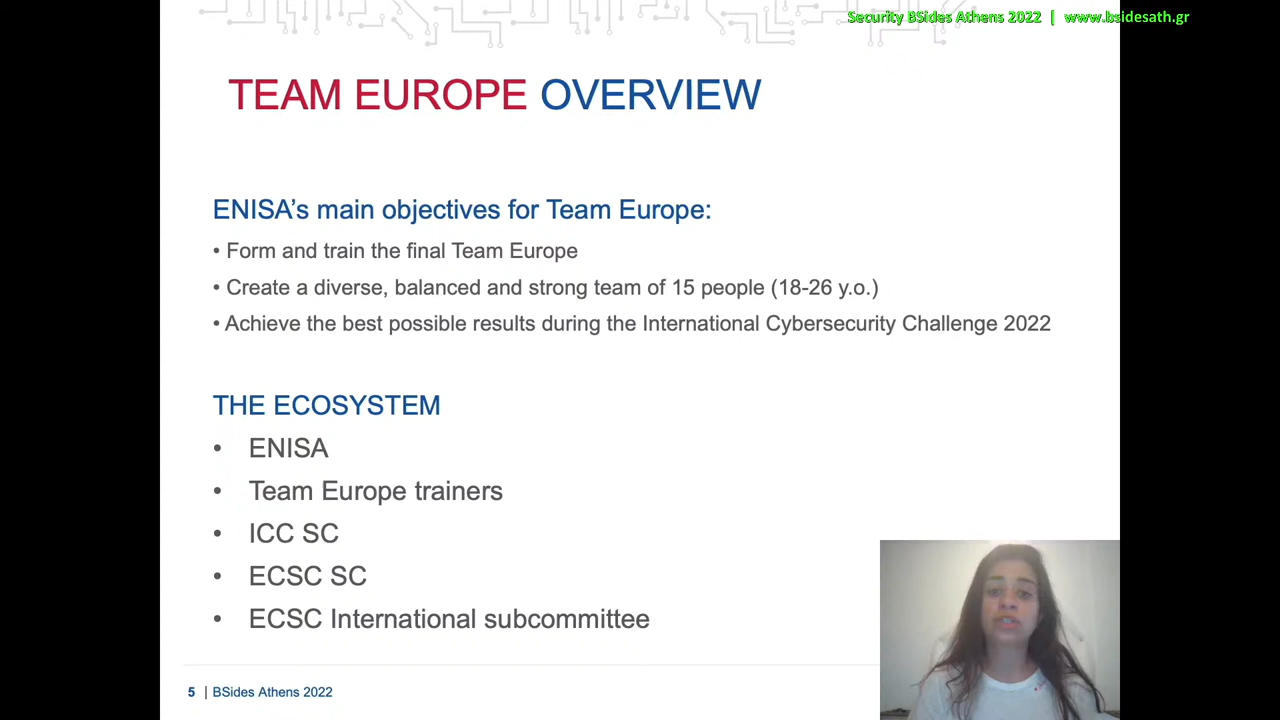 Security BSides Athens 2022 | www.bsidesath.gr
TEAM EUROPE OVERVIEW
ENISA’s main objectives for Team Europe:
• Form and train the final Team Europe
• Create a diverse, balanced and strong team of 15 people (18-26 y.o.)
• Achieve the best possible results during the International Cybersecurity Challenge 2022
THE ECOSYSTEM
• ENISA
• Team Europe trainers
• ICC SC
• ECSC SC
• ECSC International subcommittee
5 | BSides Athens 2022